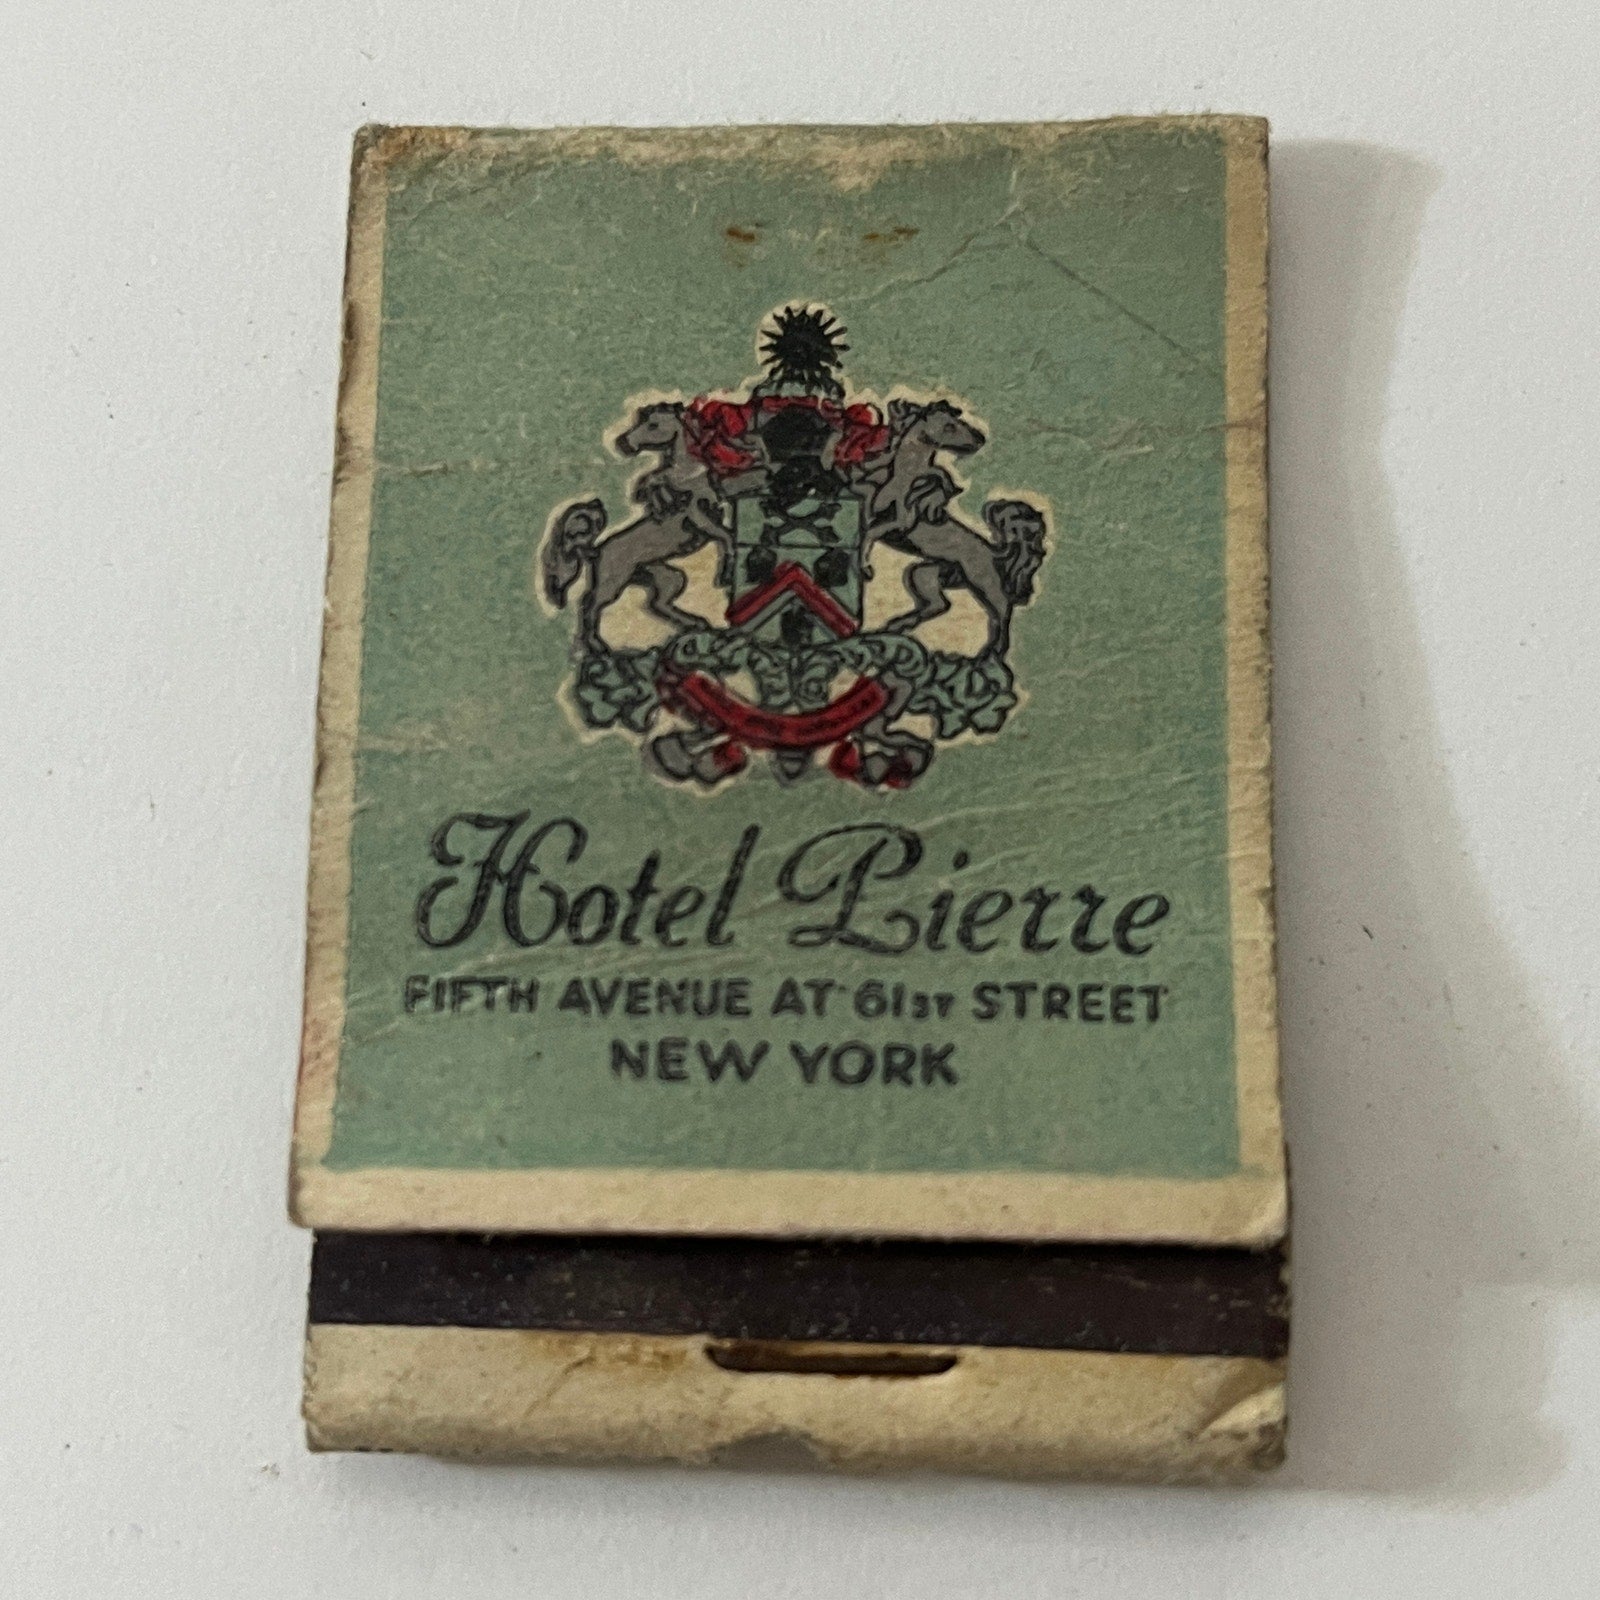 Hotel Pierre
FIFTH AVENUE AT 61ST STREET
NEW YORK